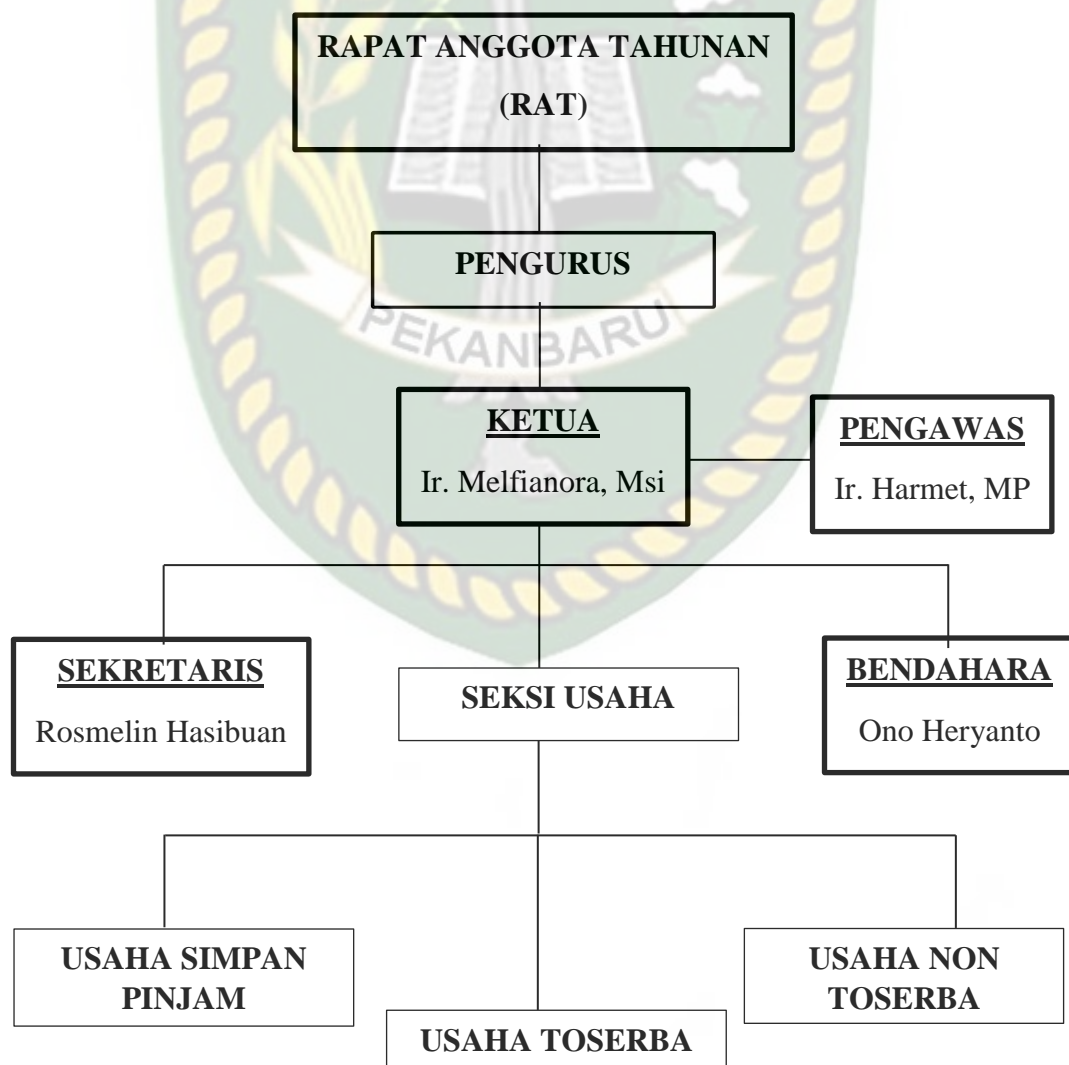 RAPAT ANGGOTA TAHUNAN
(RAT)
PENGURUS
PEKANBARU
KETUA
Ir. Melfianora, Msi
PENGAWAS
Ir. Harmet, MP
SEKRETARIS
Rosmelin Hasibuan
SEKSI USAHA
BENDAHARA
Ono Heryanto
USAHA SIMPAN
PINJAM
USAHA TOSERBA
USAHA NON
TOSERBA